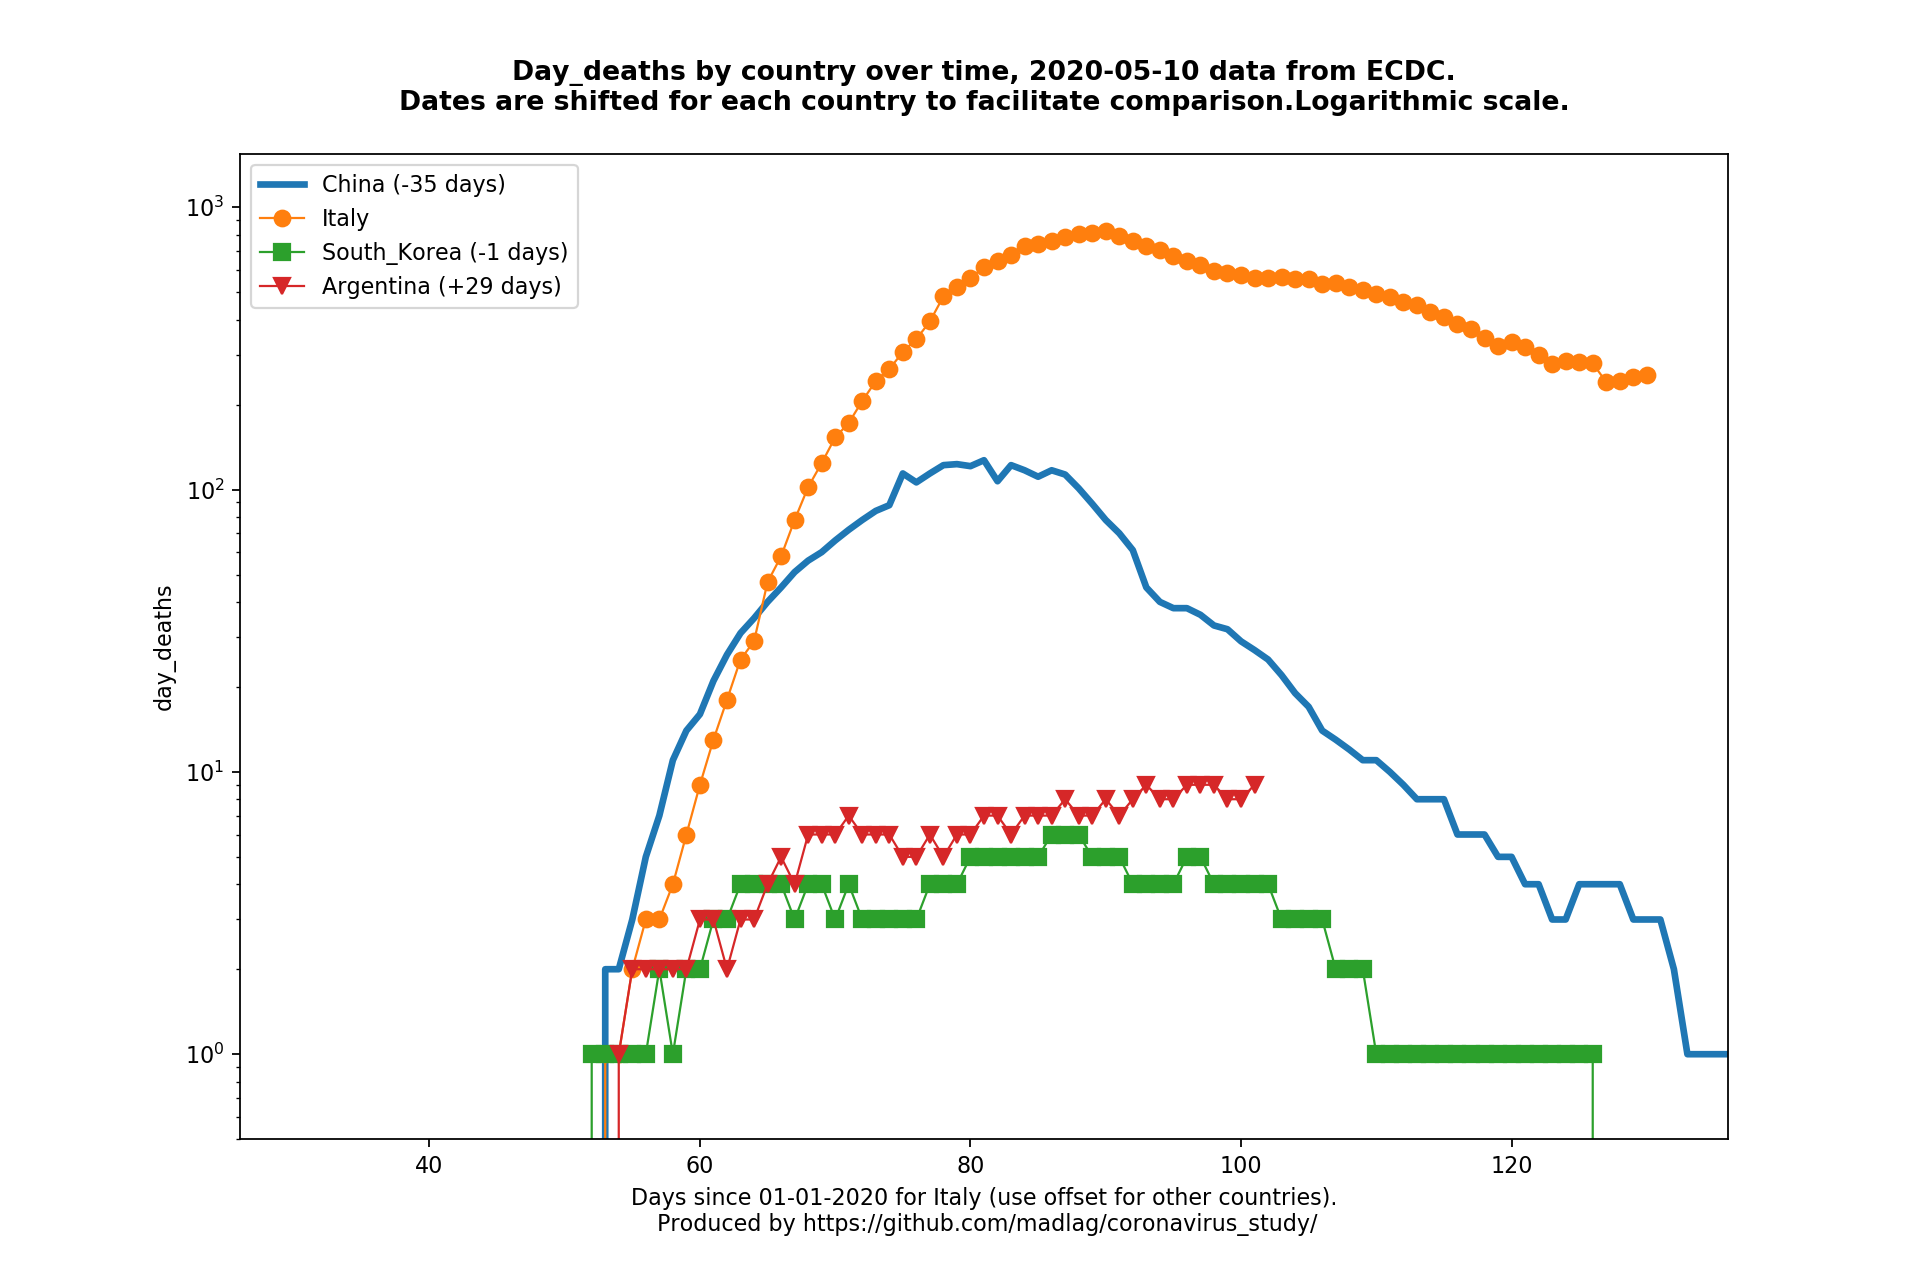 Day_deaths by country over time, 2020-05-10 data from ECDC.
Dates are shifted for each country to facilitate comparison.Logarithmic scale.
China (-35 days)
Italy
South_Korea (-1 days)
Argentina (+29 days)
10³
10²
10¹
10⁰
day_deaths
40 60 80 100 120
Days since 01-01-2020 for Italy (use offset for other countries).
Produced by https://github.com/madlag/coronavirus_study/